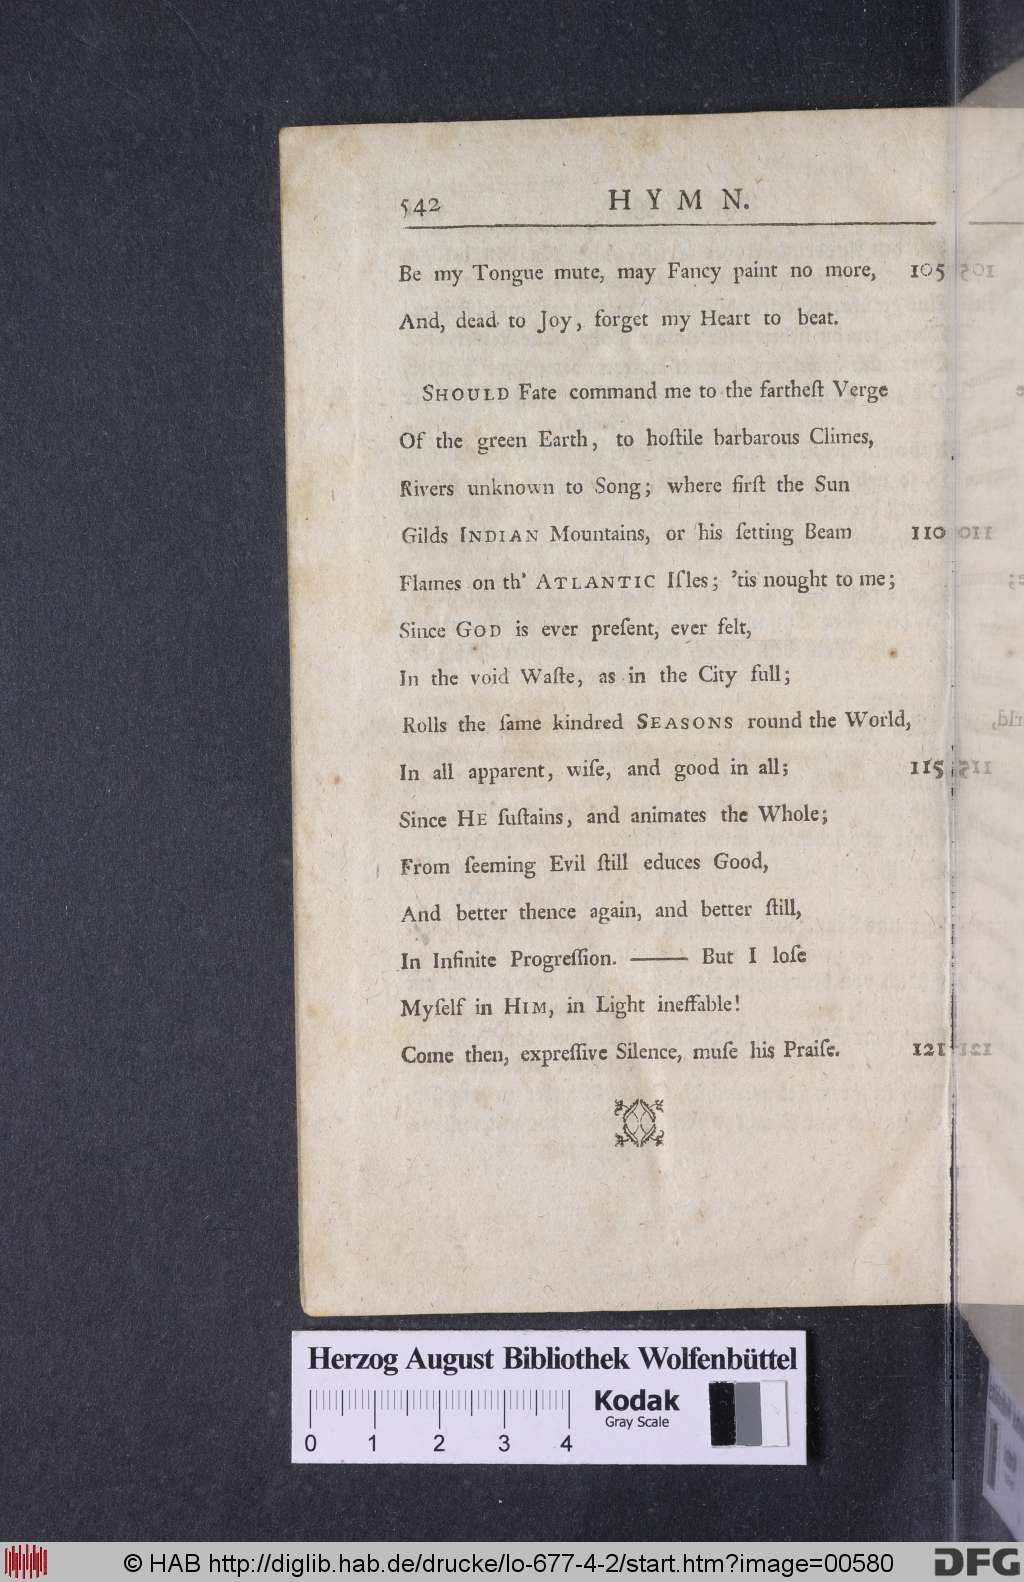 542 HYMN.
Be my Tongue mute, may Fancy paint no more, 105
And, dead to Joy, forget my Heart to beat.
SHOULD Fate command me to the fartheſt Verge
Of the green Earth, to hoſtile barbarous Climes,
Rivers unknown to Song; where firſt the Sun
Gilds INDIAN Mountains, or his ſetting Beam 110
Flames on th' ATLANTIC Iſles; 'tis nought to me;
Since GOD is ever preſent, ever felt,
In the void Waſte, as in the City full;
Rolls the ſame kindred SEASONS round the World,
In all apparent, wiſe, and good in all; 115
Since HE ſuſtains, and animates the Whole;
From ſeeming Evil ſtill educes Good,
And better thence again, and better ſtill,
In Infinite Progreſſion. —— But I loſe
Myſelf in HIM, in Light ineffable!
Come then, expreſſive Silence, muſe his Praiſe. 121
Herzog August Bibliothek Wolfenbüttel
0 1 2 3 4
Kodak
Gray Scale
© HAB http://diglib.hab.de/drucke/lo-677-4-2/start.htm?image=00580
DFG